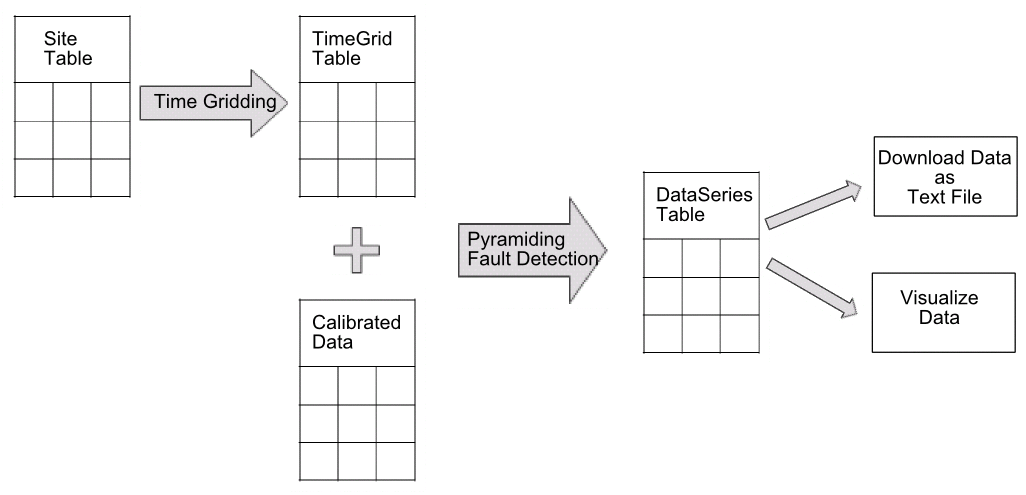 Site
Table
Time Gridding
TimeGrid
Table
Calibrated
Data
Pyramiding
Fault Detection
DataSeries
Table
Download Data
as
Text File
Visualize
Data